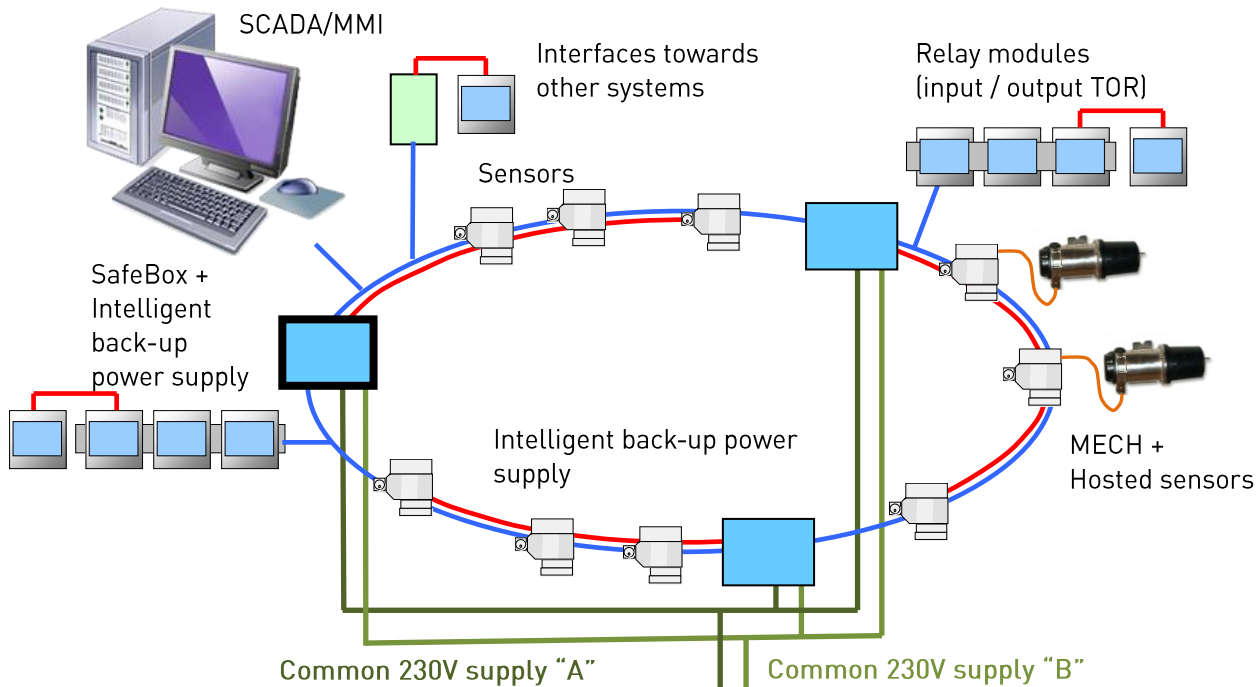 SCADA/MMI
Interfaces towards
other systems
Relay modules
(input / output TOR)
Sensors
SafeBox +
Intelligent
back-up
power supply
Intelligent back-up power
supply
MECH +
Hosted sensors
Common 230V supply “A”
Common 230V supply “B”